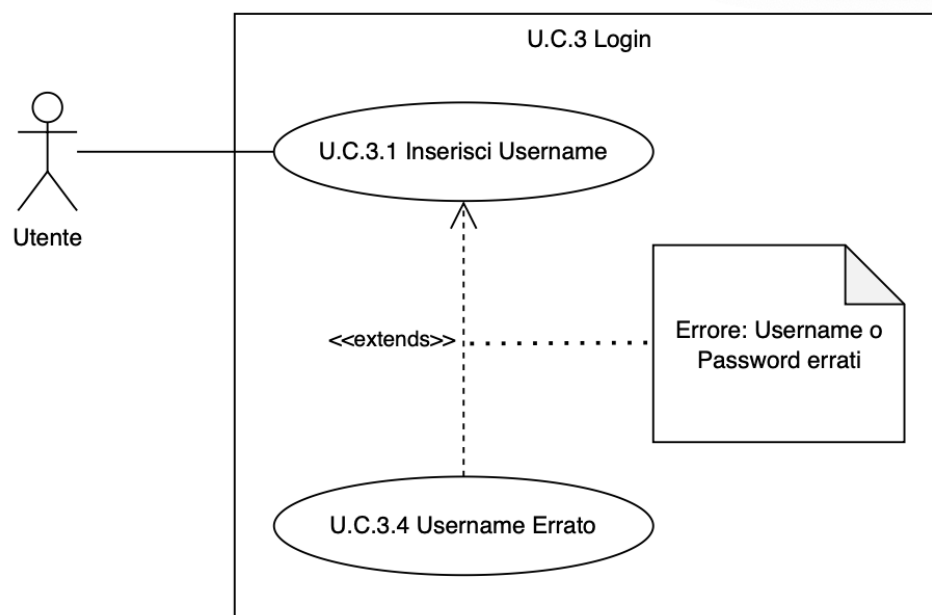 U.C.3 Login
U.C.3.1 Inserisci Username
Utente
<<extends>>
Errore: Username o
Password errati
U.C.3.4 Username Errato